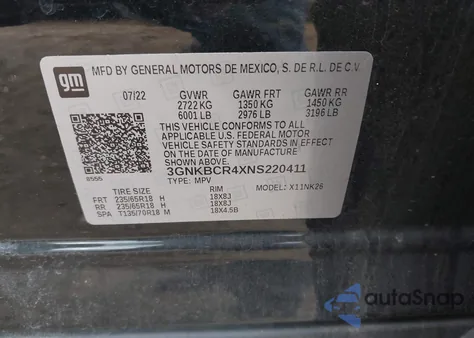 gm
MFD BY GENERAL MOTORS DE MEXICO, S. DE R.L. DE C.V.
07/22 GVWR GAWR FRT GAWR RR
2722 KG 1350 KG 1450 KG
6001 LB 2976 LB 3196 LB
THIS VEHICLE CONFORMS TO ALL
APPLICABLE U.S. FEDERAL MOTOR
VEHICLE SAFETY STANDARDS IN EFFECT
ON THE DATE OF MANUFACTURE SHOWN
ABOVE.
3GNKBCR4XNS220411
TYPE: MPV MODEL: X11NK26
TIRE SIZE RIM
FRT 235/65R18 H 18X8J
RR 235/65R18 H 18X8J
SPA T135/70R18 M 18X4.5B
autoSnap